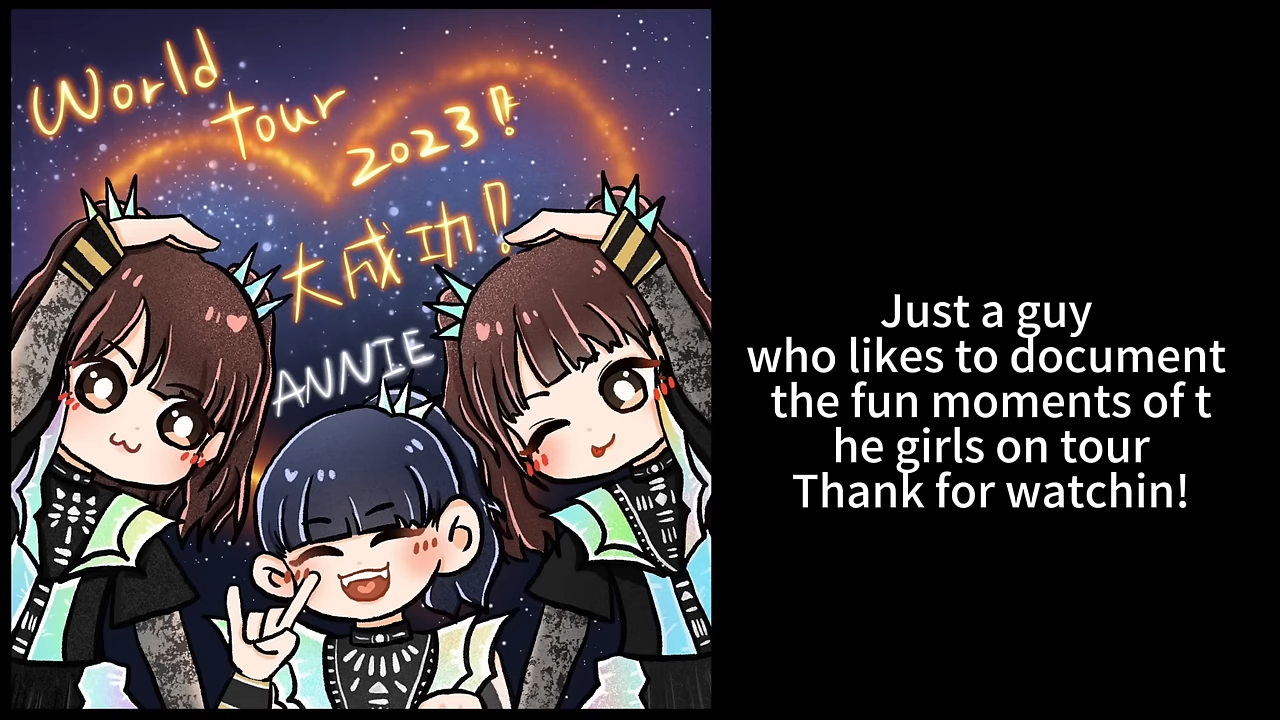 World
tour
2023!!
大成功!!
ANNIE
Just a guy
who likes to document
the fun moments of t
he girls on tour
Thank for watchin!